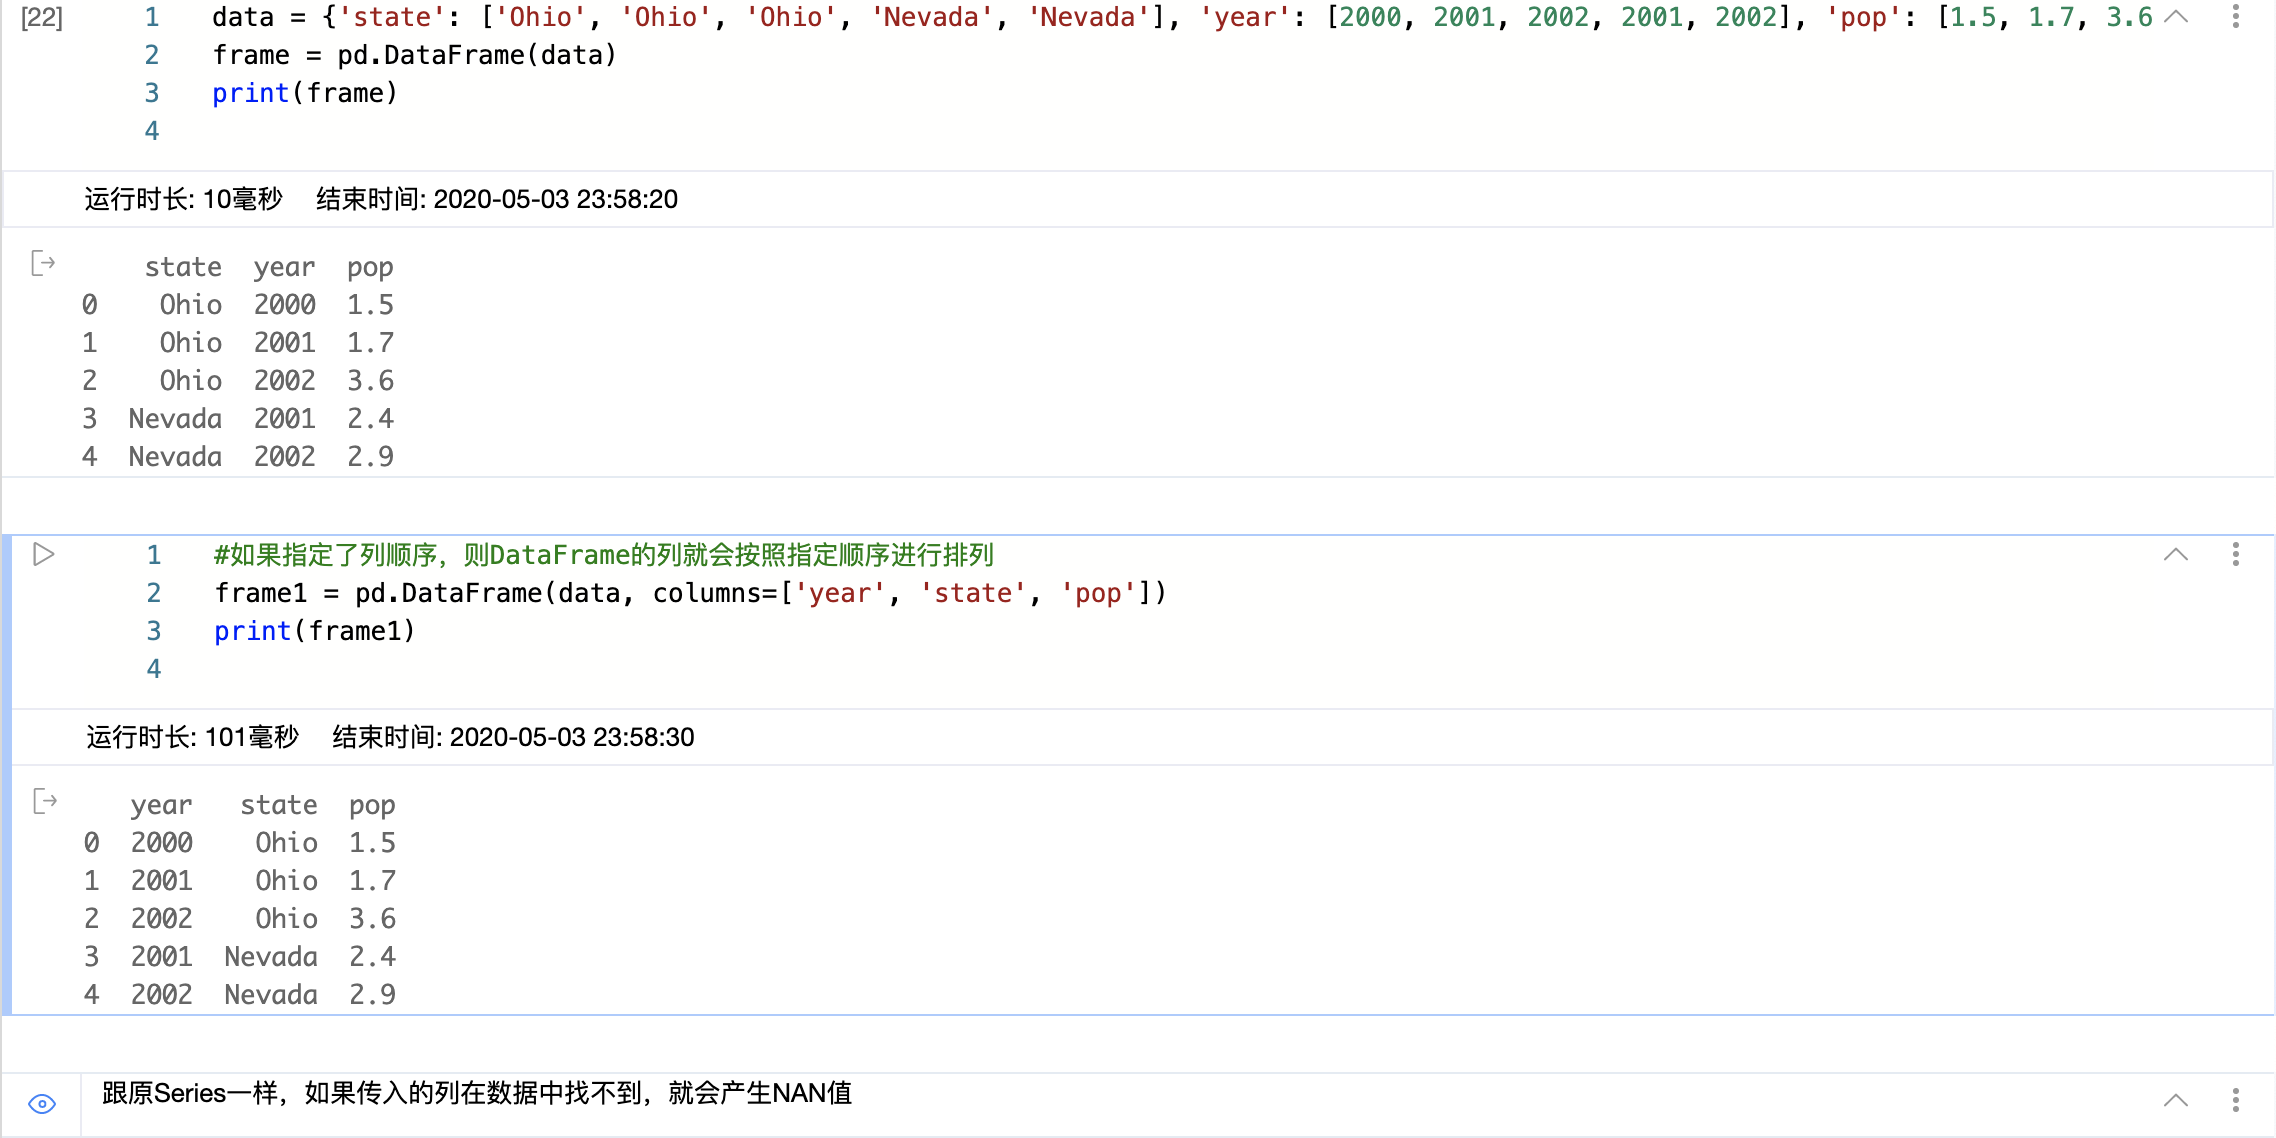 [22]
1 data = {'state': ['Ohio', 'Ohio', 'Ohio', 'Nevada', 'Nevada'], 'year': [2000, 2001, 2002, 2001, 2002], 'pop': [1.5, 1.7, 3.6
2 frame = pd.DataFrame(data)
3 print(frame)
4
运行时长: 10毫秒 结束时间: 2020-05-03 23:58:20
state year pop
0 Ohio 2000 1.5
1 Ohio 2001 1.7
2 Ohio 2002 3.6
3 Nevada 2001 2.4
4 Nevada 2002 2.9
1 #如果指定了列顺序，则DataFrame的列就会按照指定顺序进行排列
2 frame1 = pd.DataFrame(data, columns=['year', 'state', 'pop'])
3 print(frame1)
4
运行时长: 101毫秒 结束时间: 2020-05-03 23:58:30
year state pop
0 2000 Ohio 1.5
1 2001 Ohio 1.7
2 2002 Ohio 3.6
3 2001 Nevada 2.4
4 2002 Nevada 2.9
跟原Series一样，如果传入的列在数据中找不到，就会产生NAN值